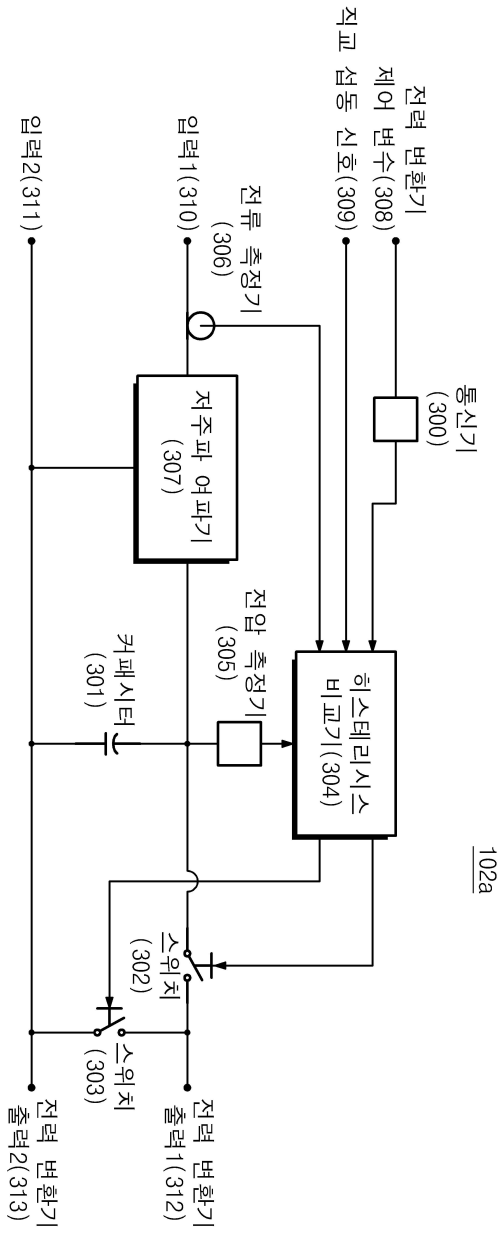 102a
통신기
(300)
전력 변환기
제어 변수(308)
직교 섭동 신호(309)
히스테리시스
비교기(304)
전류 측정기
(306)
전압 측정기
(305)
입력1(310)
저주파 여파기
(307)
스위치
(302)
전력 변환기
출력1(312)
커패시터
(301)
스위치
(303)
입력2(311)
전력 변환기
출력2(313)